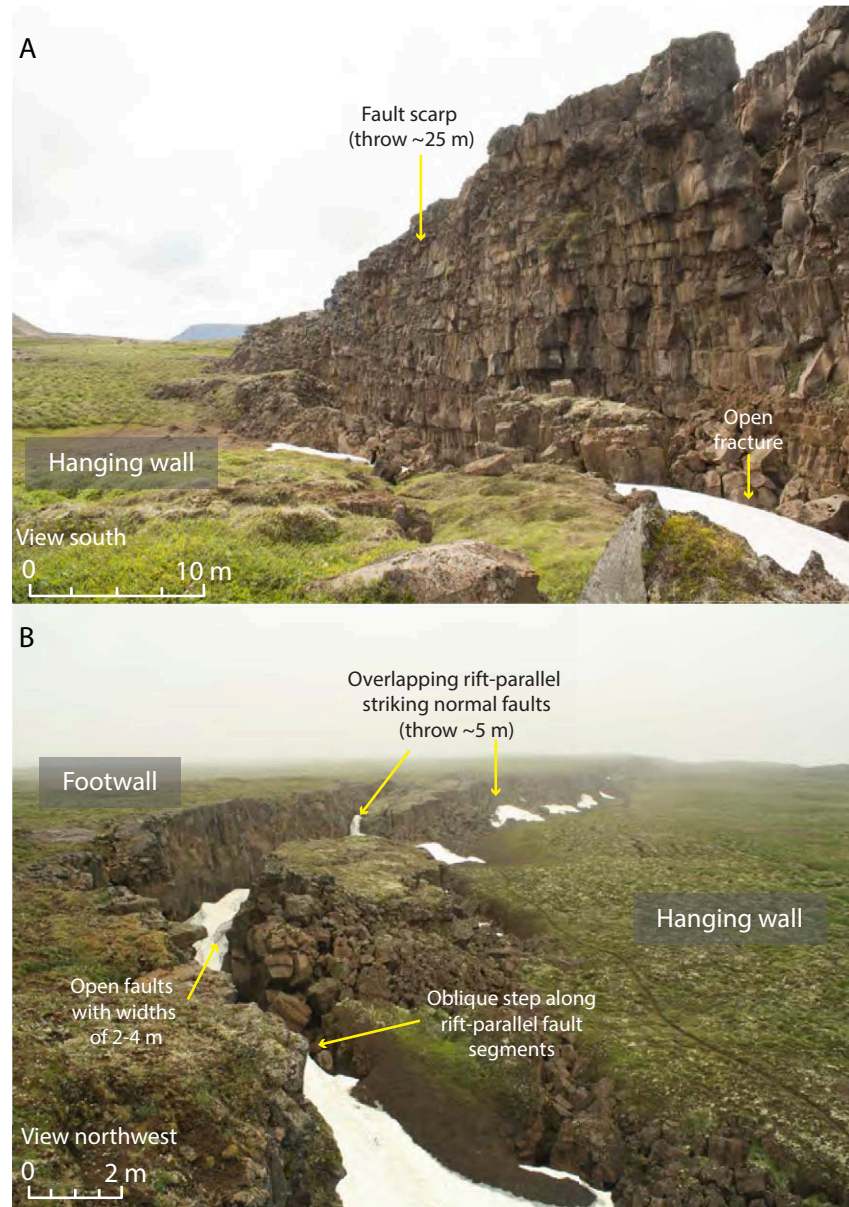 A
Fault scarp
(throw ~25 m)
Open
fracture
Hanging wall
View south
0 10 m
B
Overlapping rift-parallel
striking normal faults
(throw ~5 m)
Footwall
Hanging wall
Open faults
with widths
of 2-4 m
Oblique step along
rift-parallel fault
segments
View northwest
0 2 m